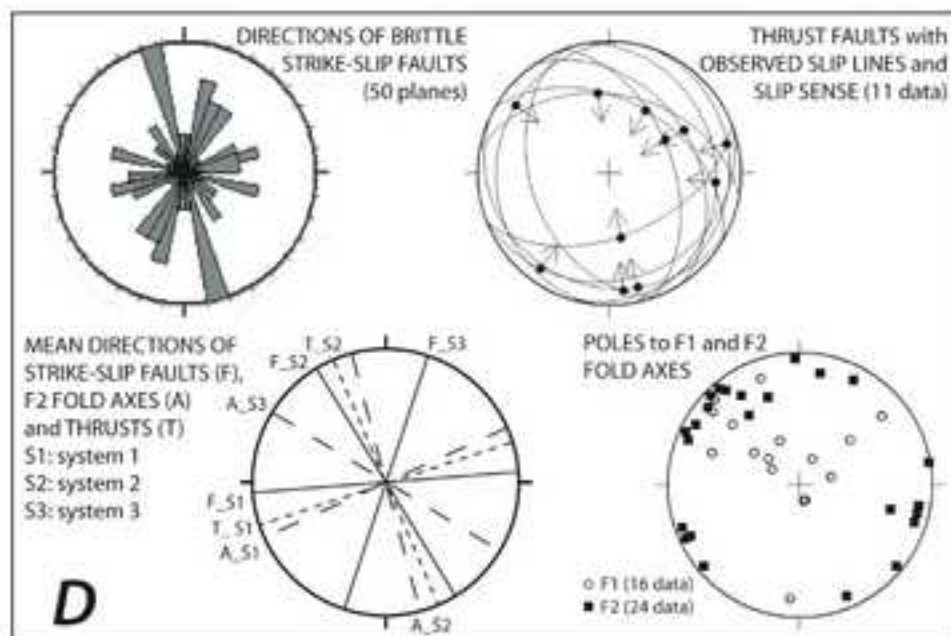 DIRECTIONS OF BRITTLE
STRIKE-SLIP FAULTS
(50 planes)
THRUST FAULTS with
OBSERVED SLIP LINES and
SLIP SENSE (11 data)
MEAN DIRECTIONS OF
STRIKE-SLIP FAULTS (F),
F2 FOLD AXES (A)
and THRUSTS (T)
S1: system 1
S2: system 2
S3: system 3
T_S2
F_S2
F_S3
A_S3
F_S1
T_S1
A_S1
A_S2
POLES to F1 and F2
FOLD AXES
F1 (16 data)
F2 (24 data)
D